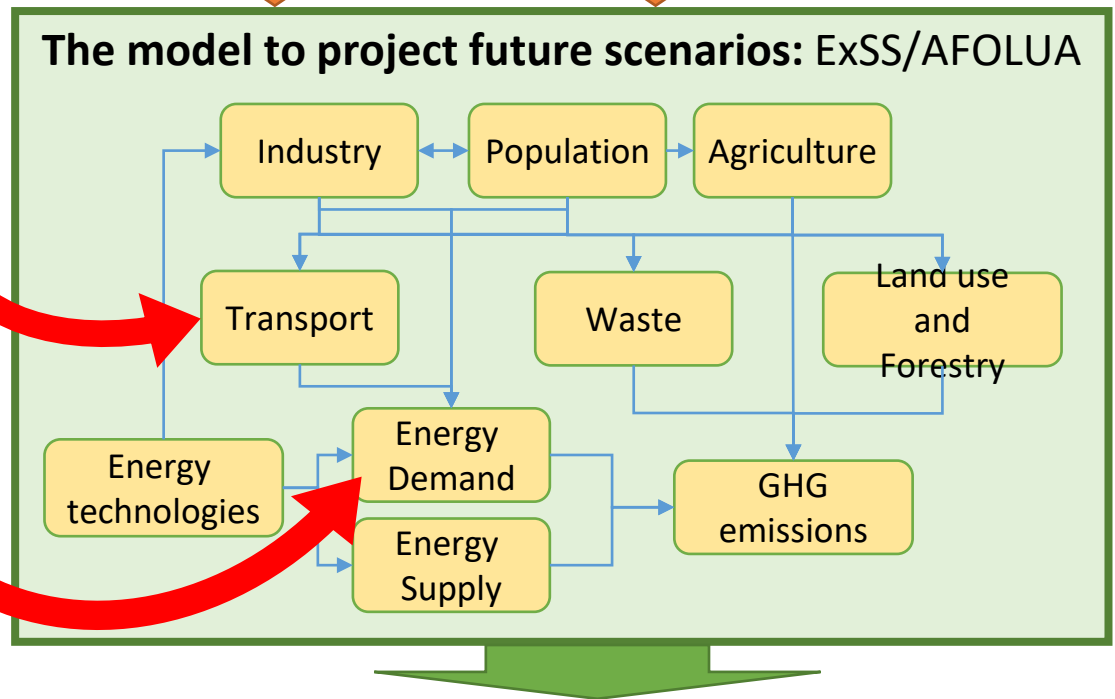 The model to project future scenarios: ExSS/AFOLUA
Industry
Population
Agriculture
Transport
Waste
Land use
and
Forestry
Energy
technologies
Energy
Demand
Energy
Supply
GHG
emissions